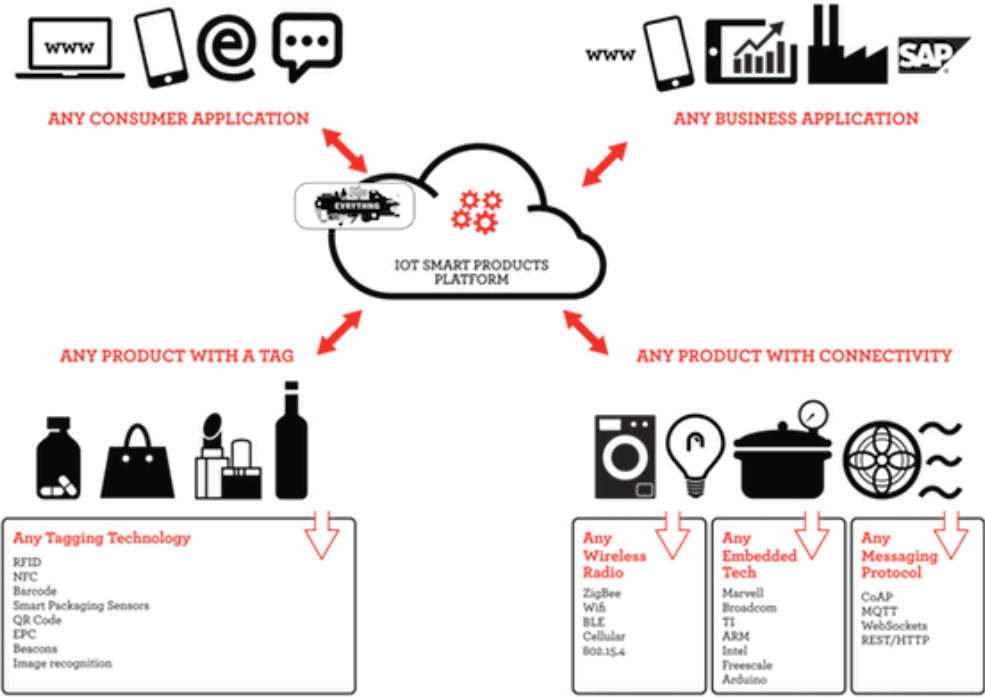 www
www
SAP
ANY CONSUMER APPLICATION
ANY BUSINESS APPLICATION
EVRYTHNG
IOT SMART PRODUCTS
PLATFORM
ANY PRODUCT WITH A TAG
ANY PRODUCT WITH CONNECTIVITY
Any Tagging Technology
RFID
NFC
Barcode
Smart Packaging Sensors
QR Code
EPC
Beacons
Image recognition
Any
Wireless
Radio
ZigBee
Wifi
BLE
Cellular
802.15.4
Any
Embedded
Tech
Marvell
Broadcom
TI
ARM
Intel
Freescale
Arduino
Any
Messaging
Protocol
CoAP
MQTT
WebSockets
REST/HTTP